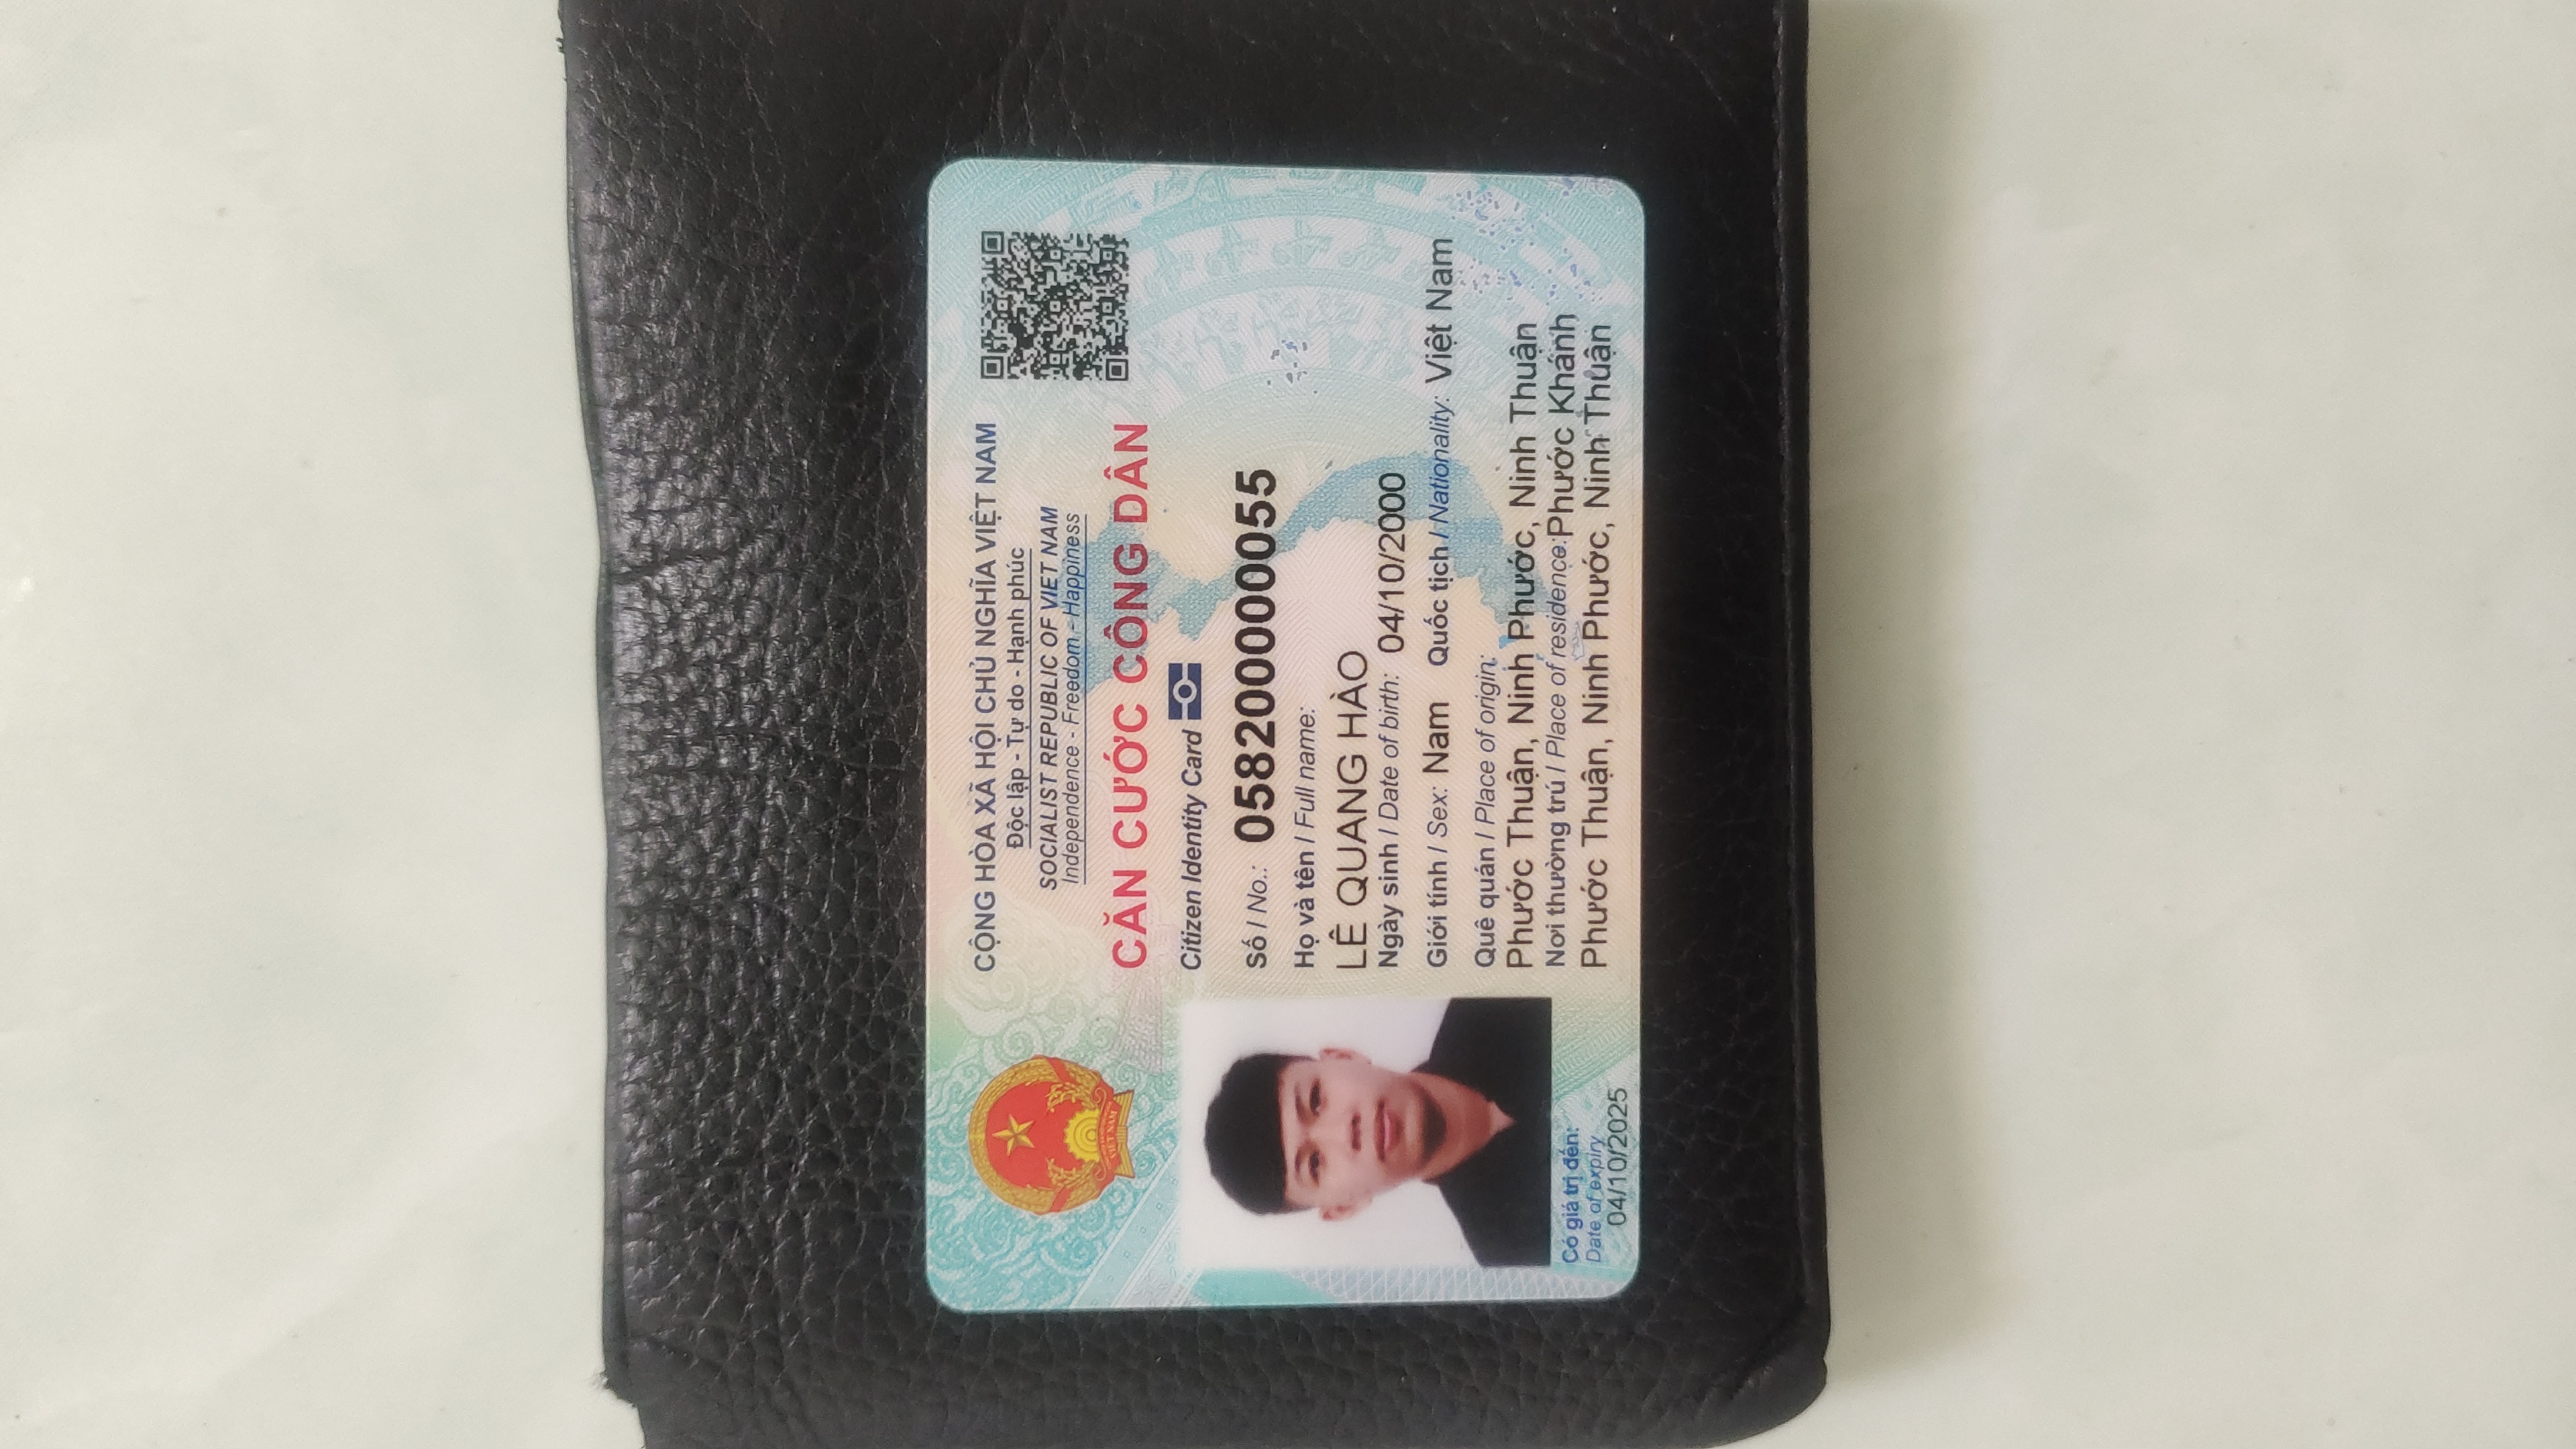 CỘNG HÒA XÃ HỘI CHỦ NGHĨA VIỆT NAM
Độc lập - Tự do - Hạnh phúc
SOCIALIST REPUBLIC OF VIET NAM
Independence - Freedom - Happiness
CĂN CƯỚC CÔNG DÂN
Citizen Identity Card
VIỆT NAM
Số / No.: 058200000055
Họ và tên / Full name:
LÊ QUANG HÀO
Ngày sinh / Date of birth: 04/10/2000
Giới tính / Sex: Nam Quốc tịch / Nationality: Việt Nam
Quê quán / Place of origin:
Phước Thuận, Ninh Phước, Ninh Thuận
Nơi thường trú / Place of residence: Phước Khánh
Phước Thuận, Ninh Phước, Ninh Thuận
Có giá trị đến:
Date of expiry
04/10/2025